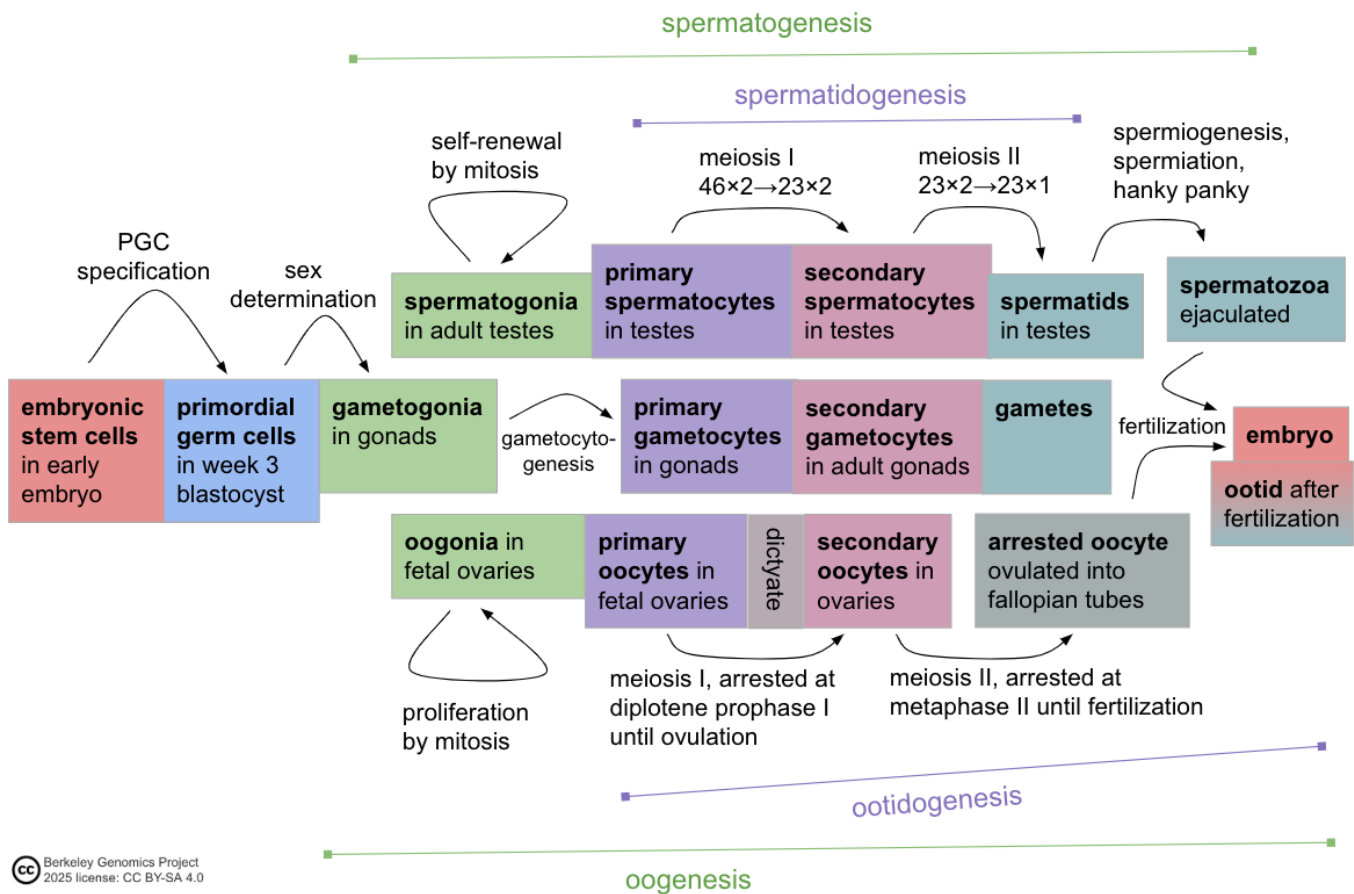 spermatogenesis
spermatidogenesis
self-renewal
by mitosis
meiosis I
46×2→23×2
meiosis II
23×2→23×1
spermiogenesis,
spermiation,
hanky panky
PGC
specification
sex
determination
spermatogonia
in adult testes
primary
spermatocytes
in testes
secondary
spermatocytes
in testes
spermatids
in testes
spermatozoa
ejaculated
embryonic
stem cells
in early
embryo
primordial
germ cells
in week 3
blastocyst
gametogonia
in gonads
gametocyto-
genesis
primary
gametocytes
in gonads
secondary
gametocytes
in adult gonads
gametes
fertilization
embryo
ootid after
fertilization
oogonia in
fetal ovaries
primary
oocytes in
fetal ovaries
dictyate
secondary
oocytes in
ovaries
arrested oocyte
ovulated into
fallopian tubes
proliferation
by mitosis
meiosis I, arrested at
diplotene prophase I
until ovulation
meiosis II, arrested at
metaphase II until fertilization
ootidogenesis
oogenesis
cc
Berkeley Genomics Project
2025 license: CC BY-SA 4.0